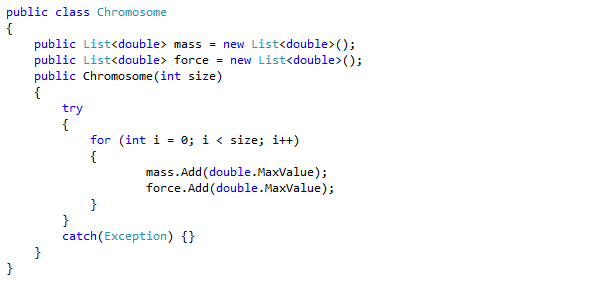 public class Chromosome
{
    public List<double> mass = new List<double>();
    public List<double> force = new List<double>();
    public Chromosome(int size)
    {
        try
        {
            for (int i = 0; i < size; i++)
            {
                    mass.Add(double.MaxValue);
                    force.Add(double.MaxValue);
            }
        }
        catch(Exception) {}
    }
}